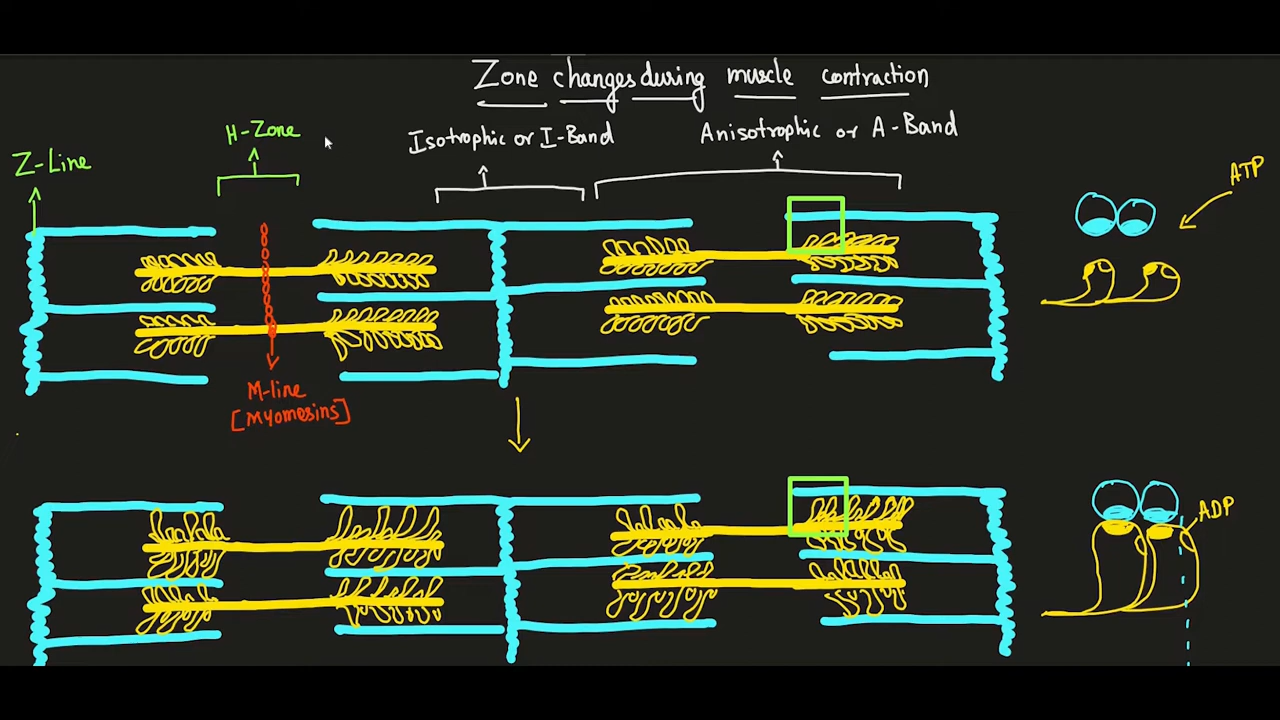 Zone changes during muscle contraction
H-Zone
Isotrophic or I-Band
Anisotrophic or A-Band
Z-Line
ATP
M-line
[Myomesins]
ADP